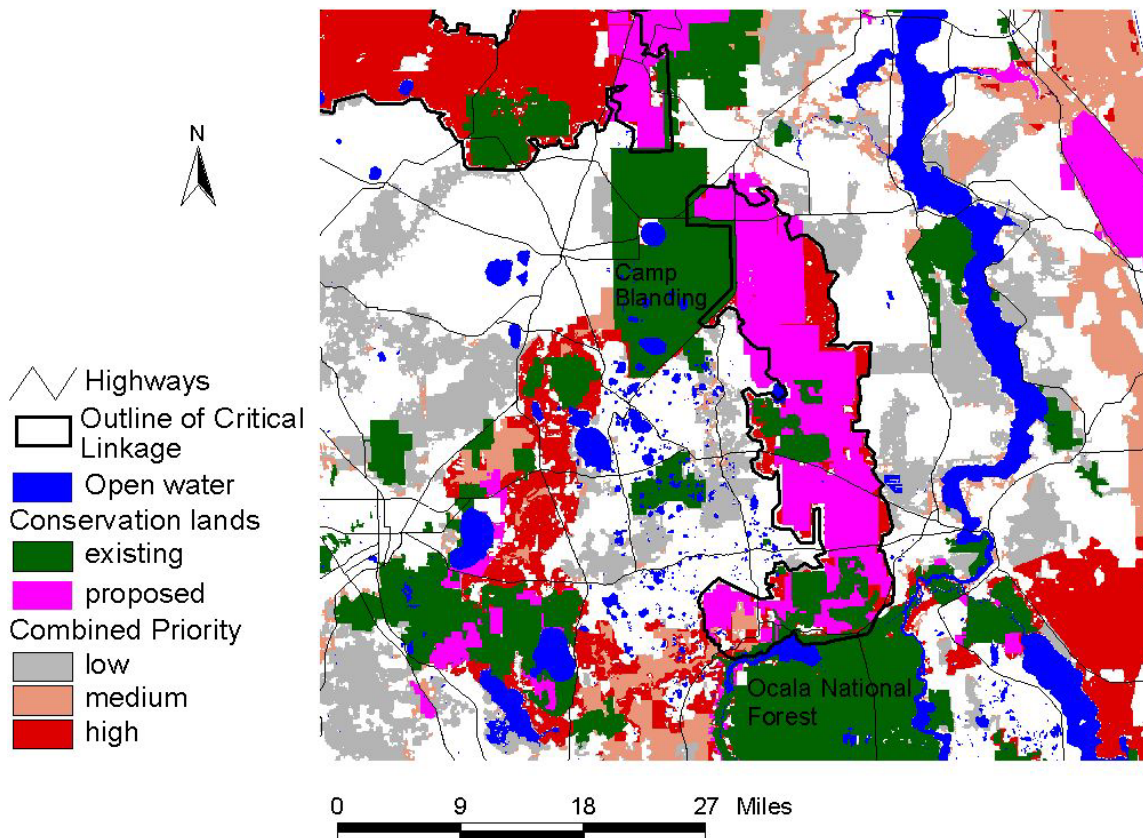 N
Camp
Blanding
Highways
Outline of Critical
Linkage
Open water
Conservation lands
existing
proposed
Combined Priority
low
medium
high
Ocala National
Forest
0 9 18 27 Miles